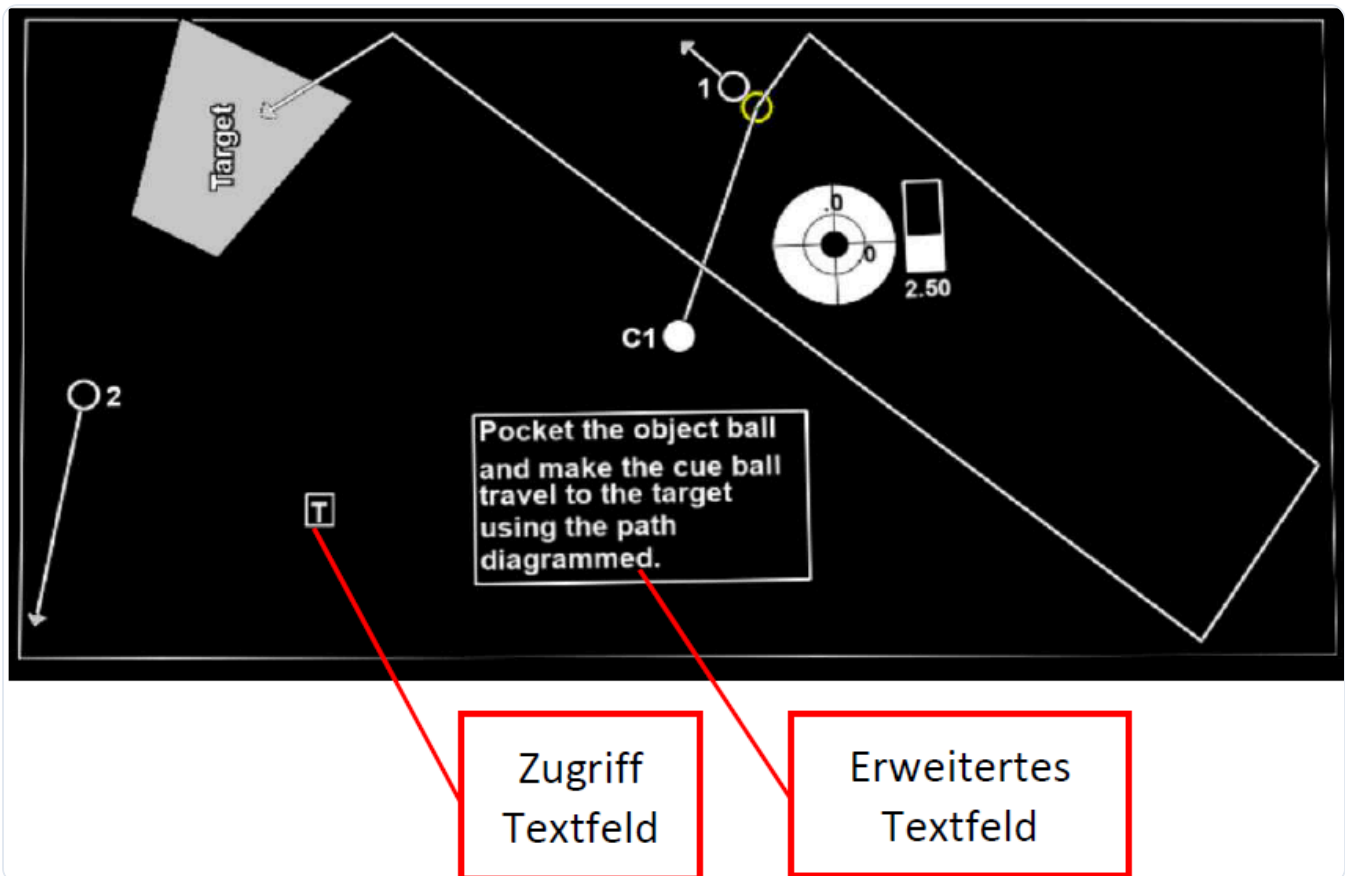 Target
1
.0
.0
2.50
C1
2
T
Pocket the object ball
and make the cue ball
travel to the target
using the path
diagrammed.
Zugriff
Textfeld
Erweitertes
Textfeld